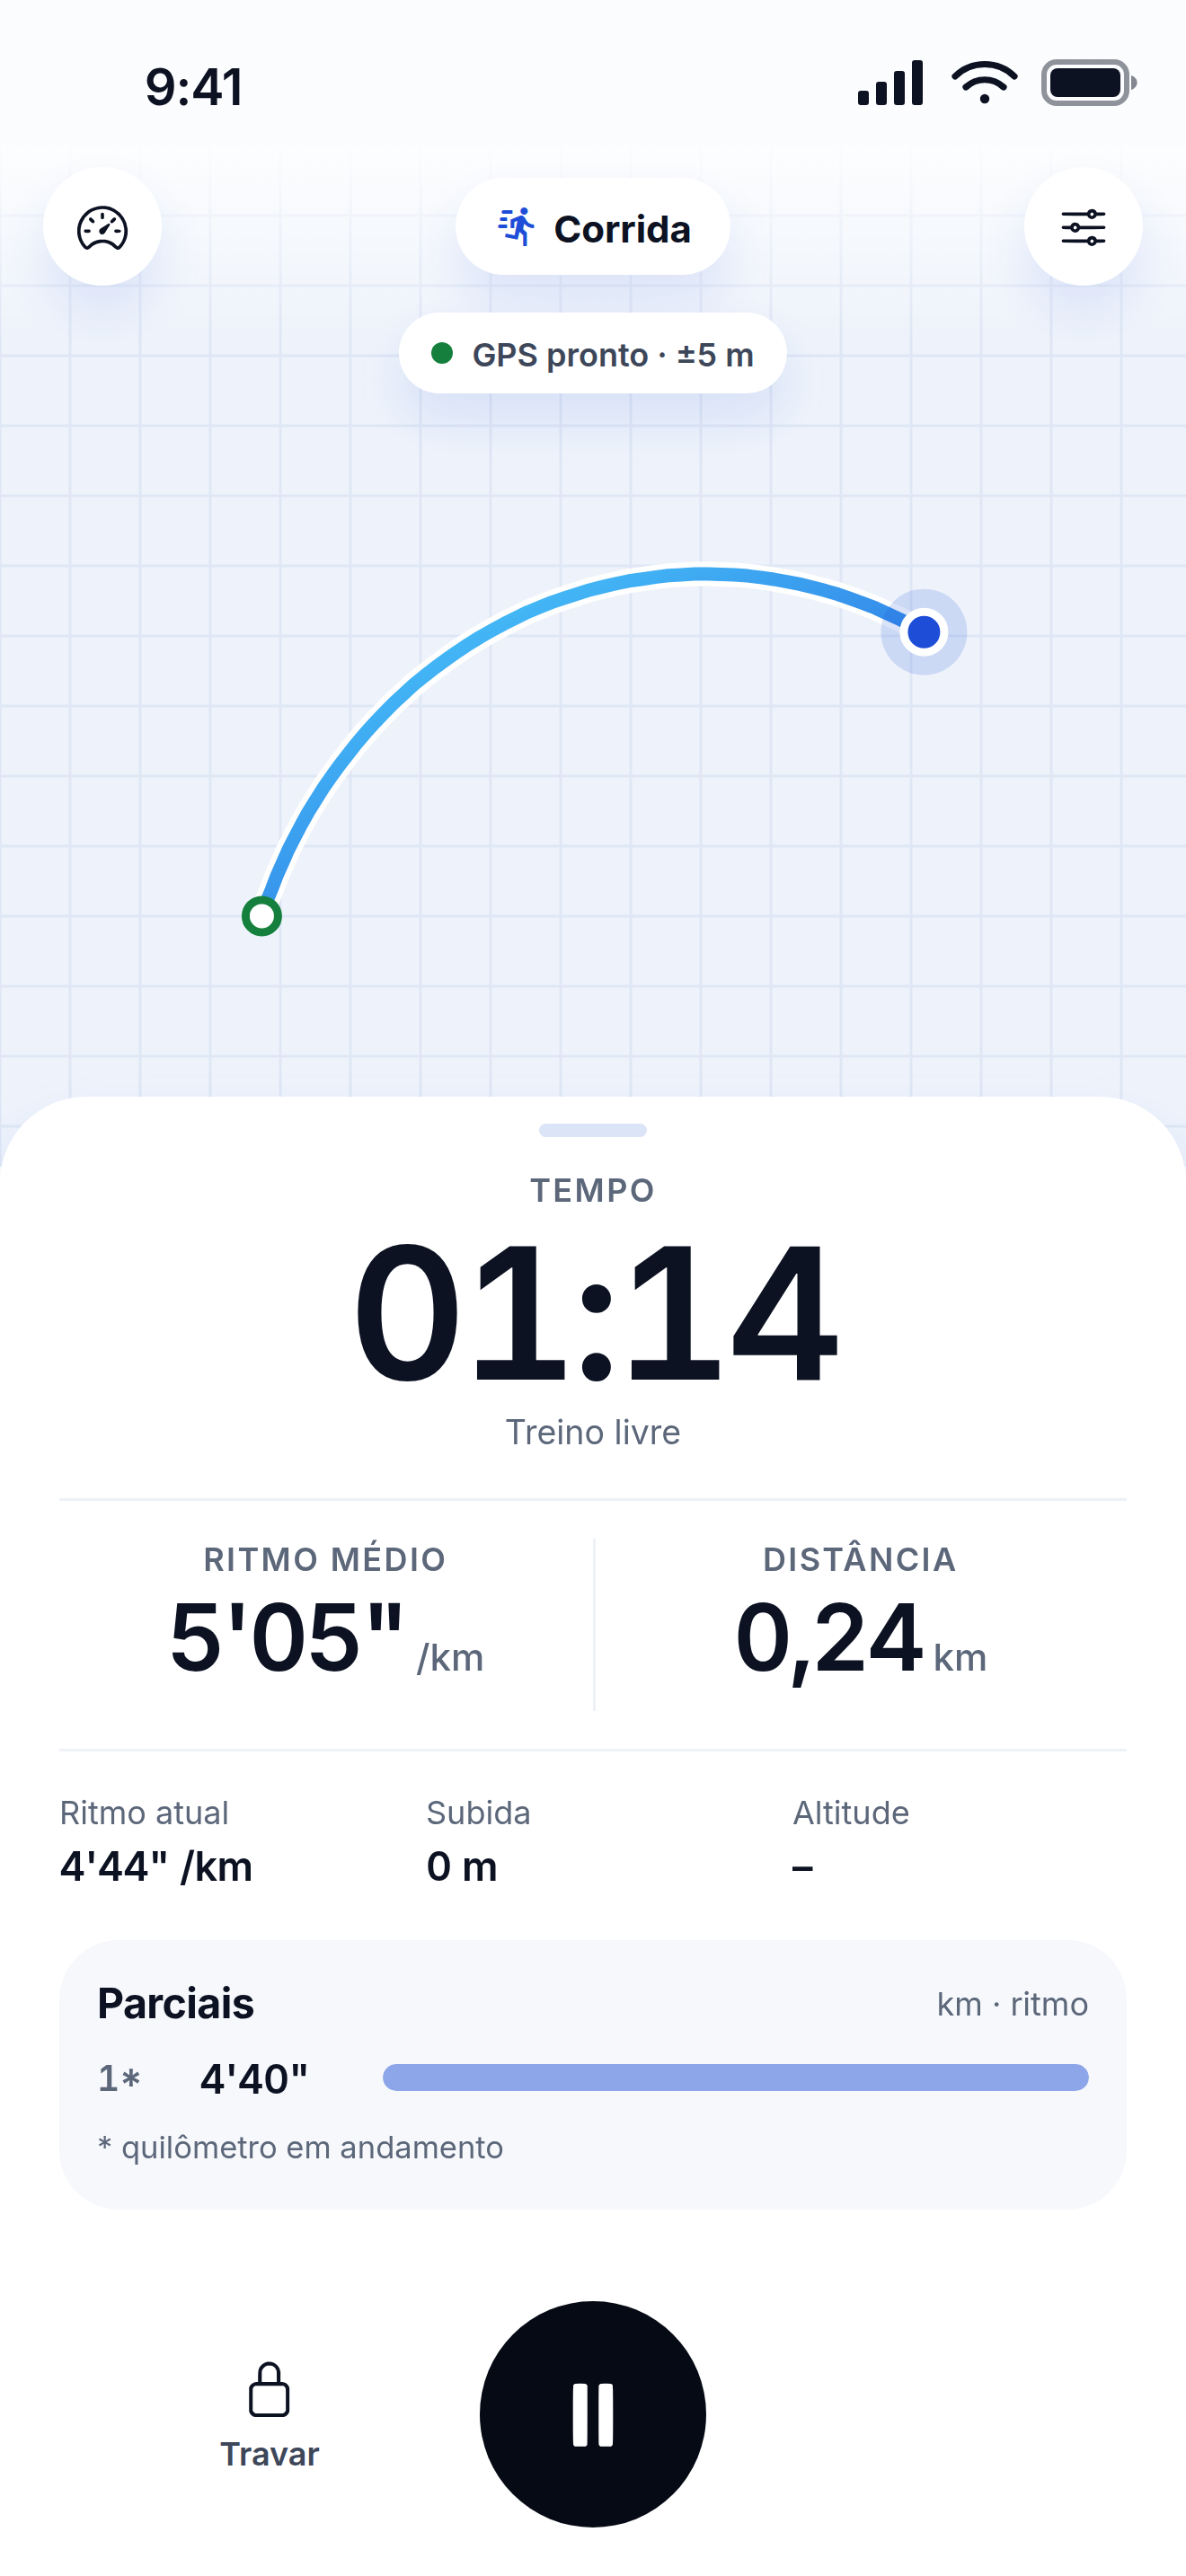 9:41
Corrida
GPS pronto · ±5 m
TEMPO
01:14
Treino livre
RITMO MÉDIO
5'05" /km
DISTÂNCIA
0,24 km
Ritmo atual
4'44" /km
Subida
0 m
Altitude
–
Parciais
km · ritmo
1* 4'40"
* quilômetro em andamento
Travar